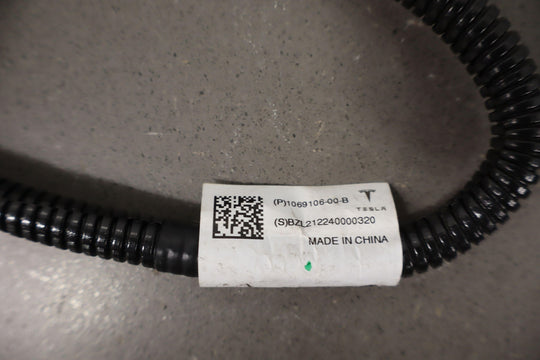 (P)1069106-00-B
TESLA
(S)BZL212240000320
MADE IN CHINA